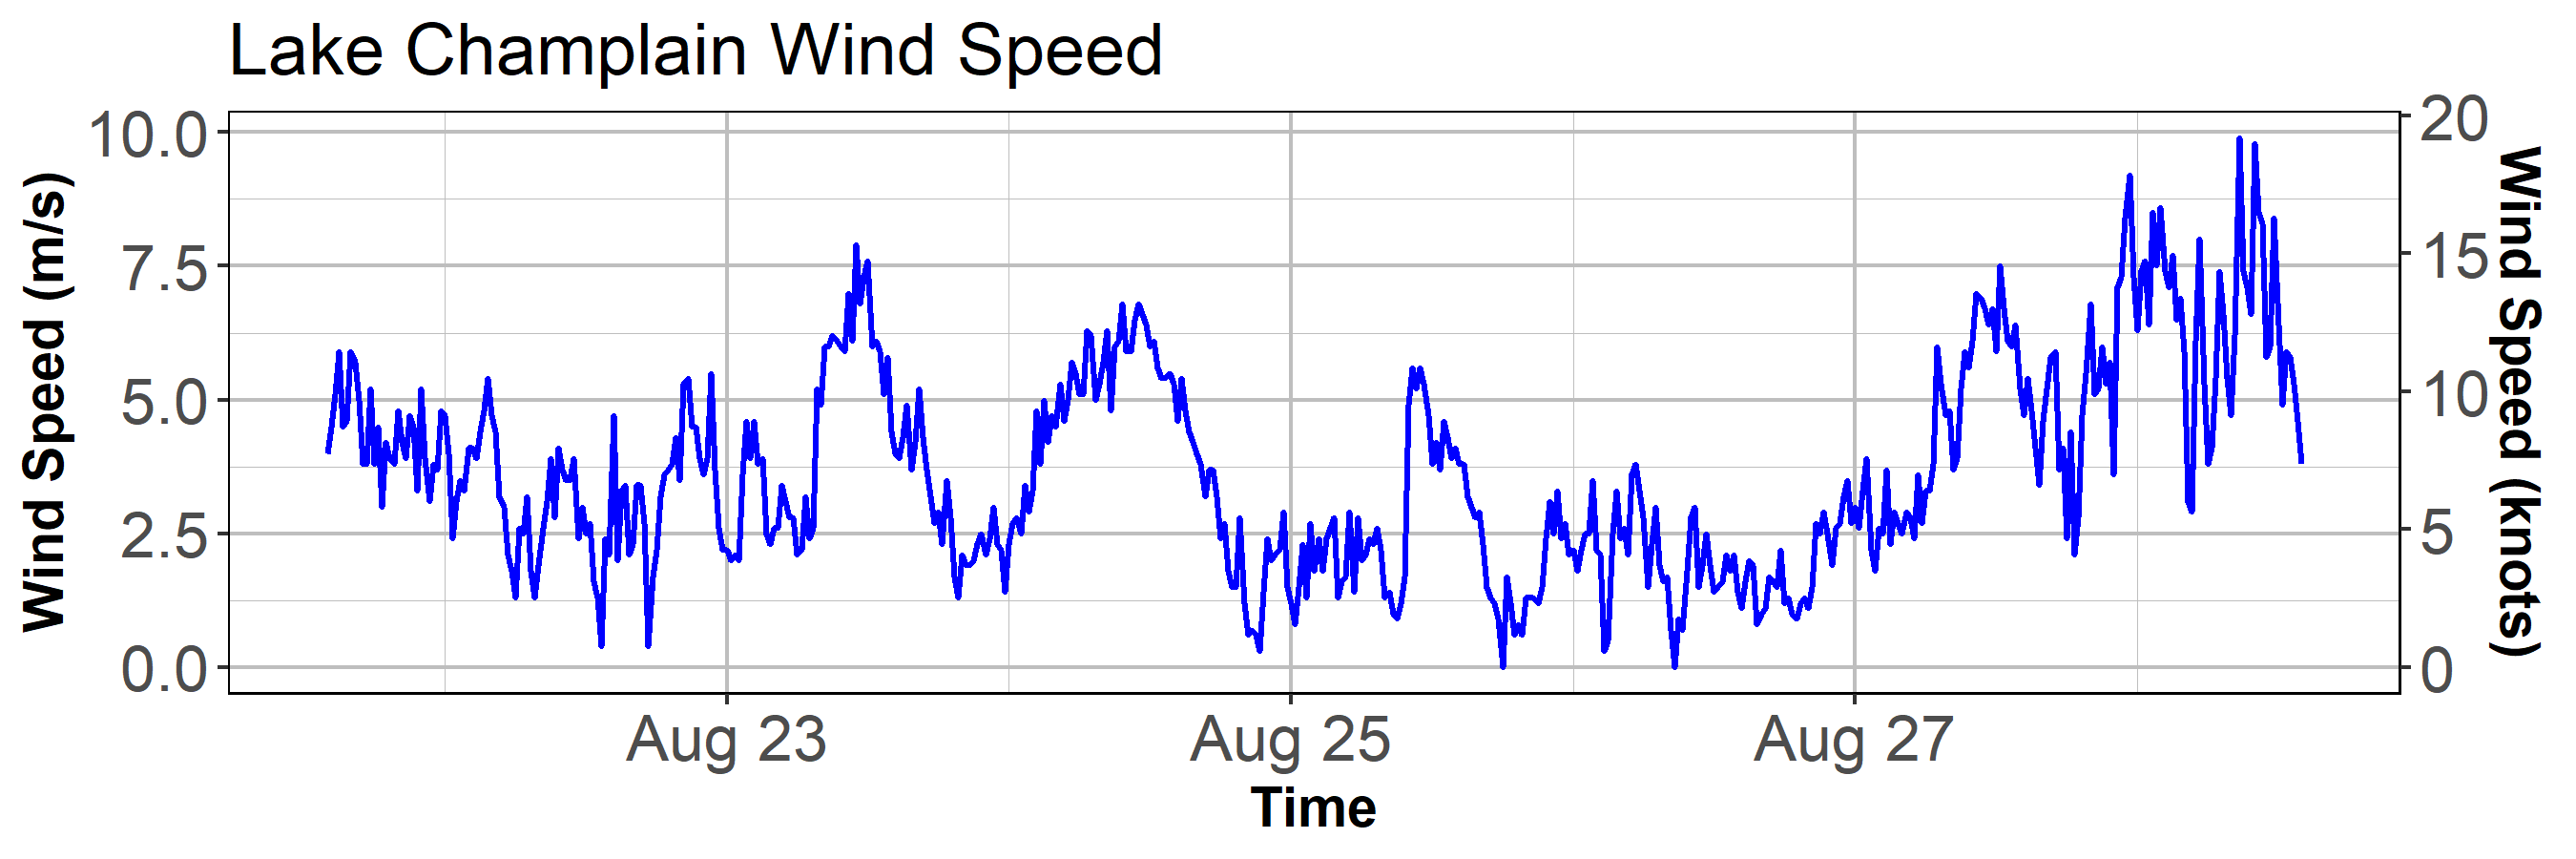 Lake Champlain Wind Speed
Wind Speed (m/s)
10.0
7.5
5.0
2.5
0.0
20
15
10
5
0
Wind Speed (knots)
Aug 23
Aug 25
Aug 27
Time